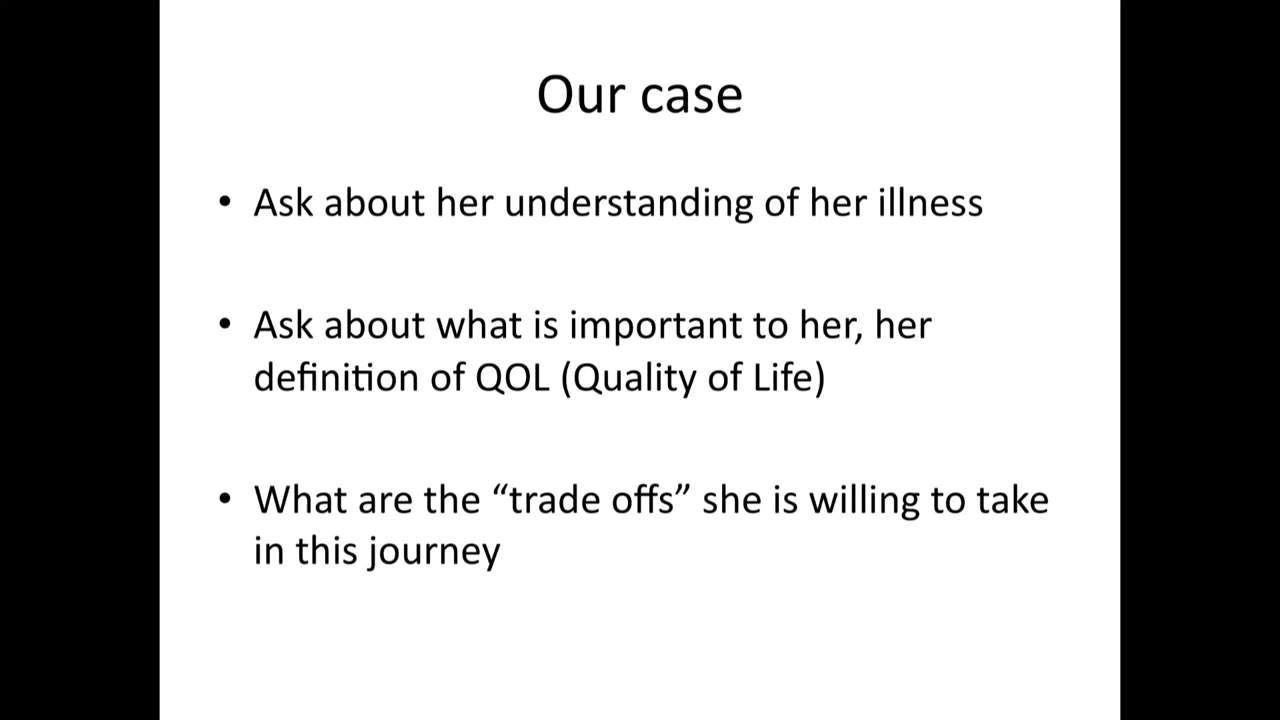 Our case
• Ask about her understanding of her illness
• Ask about what is important to her, her
definition of QOL (Quality of Life)
• What are the “trade offs” she is willing to take
in this journey